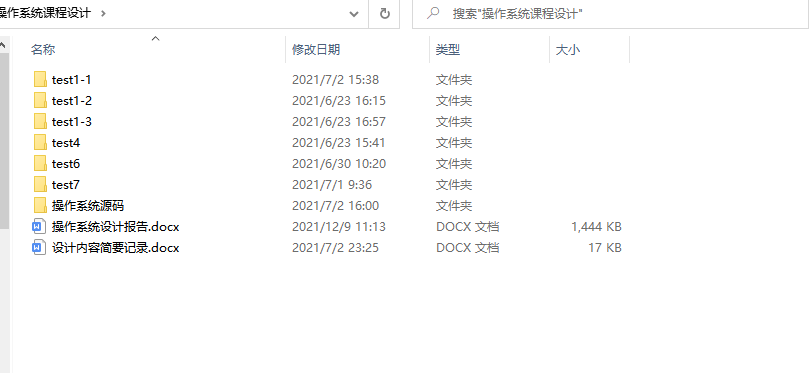 操作系统课程设计
搜索"操作系统课程设计"
名称 修改日期 类型 大小
test1-1 2021/7/2 15:38 文件夹
test1-2 2021/6/23 16:15 文件夹
test1-3 2021/6/23 16:57 文件夹
test4 2021/6/23 15:41 文件夹
test6 2021/6/30 10:20 文件夹
test7 2021/7/1 9:36 文件夹
操作系统源码 2021/7/2 16:00 文件夹
操作系统设计报告.docx 2021/12/9 11:13 DOCX 文档 1,444 KB
设计内容简要记录.docx 2021/7/2 23:25 DOCX 文档 17 KB